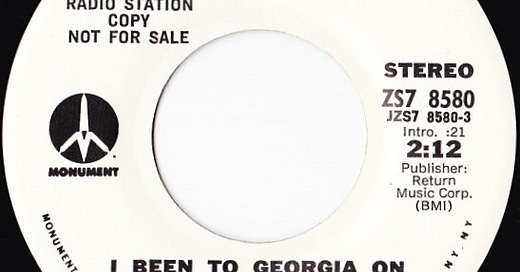 RADIO STATION
COPY
NOT FOR SALE
STEREO
ZS7 8580
JZS7 8580-3
Intro. :21
2:12
Publisher:
Return
Music Corp.
(BMI)
MONUMENT
MONUMENT
N.Y. N.Y.
I BEEN TO GEORGIA ON